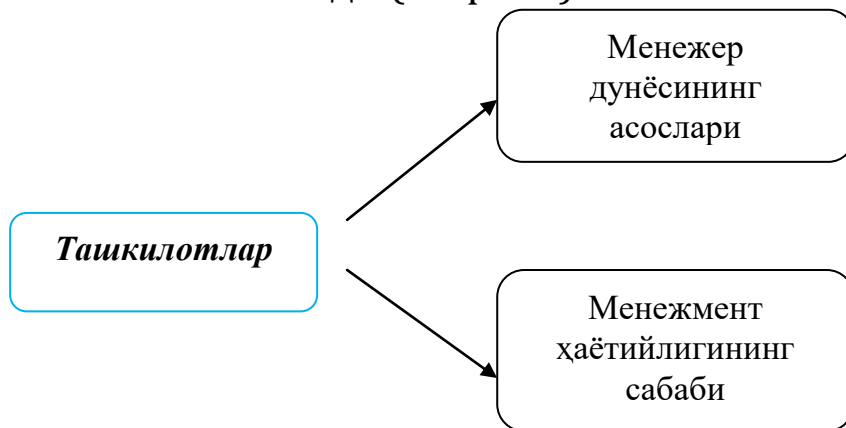 Менежер
дунёсининг
асослари
Ташкилотлар
Менежмент
ҳаётийлигининг
сабаби